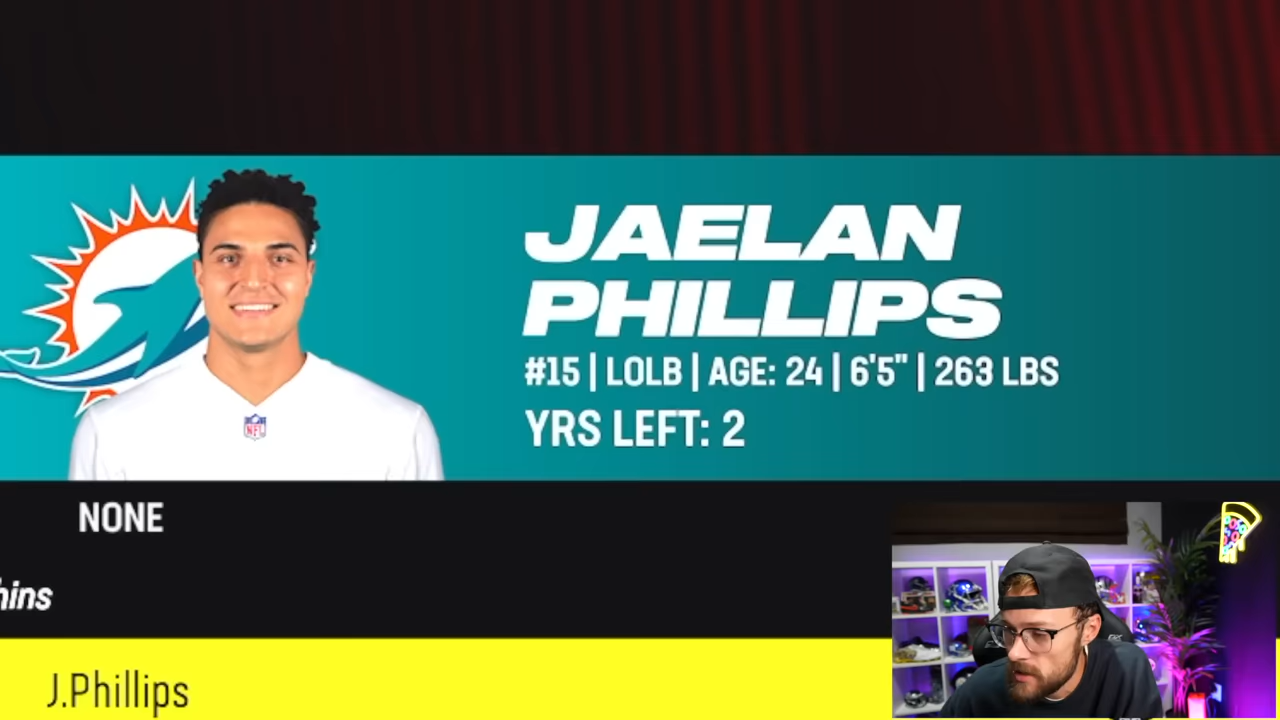 JAELAN
PHILLIPS
#15 | LOLB | AGE: 24 | 6'5" | 263 LBS
YRS LEFT: 2
NFL
NONE
hins
J.Phillips